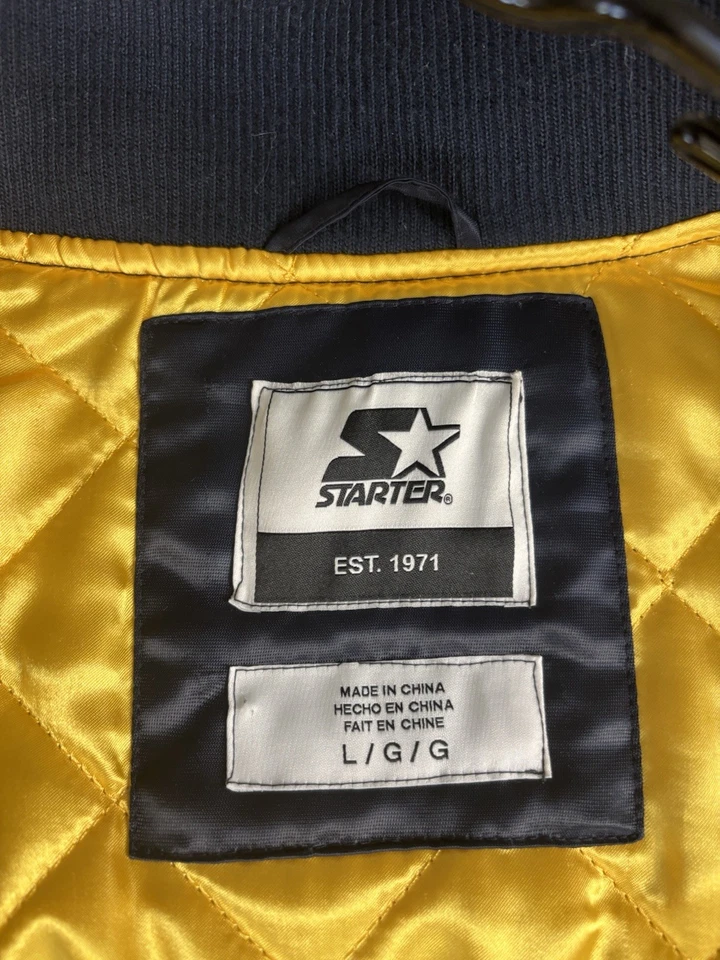 STARTER®
EST. 1971
MADE IN CHINA
HECHO EN CHINA
FAIT EN CHINE
L / G / G